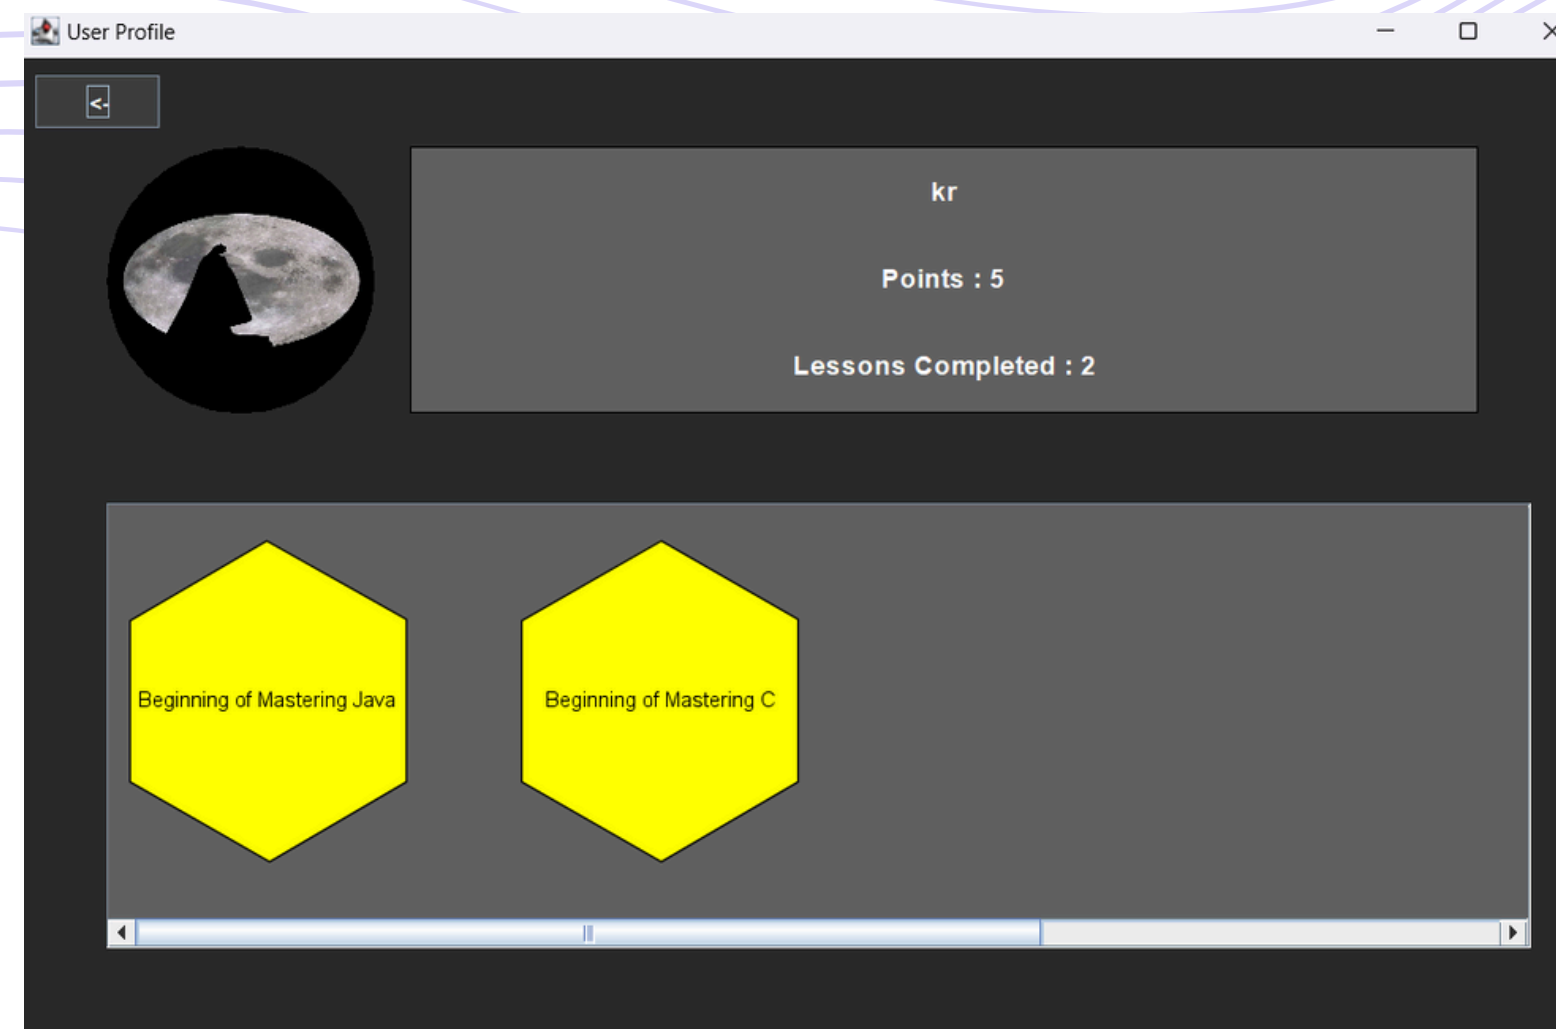 User Profile
<-
kr
Points : 5
Lessons Completed : 2
Beginning of Mastering Java
Beginning of Mastering C